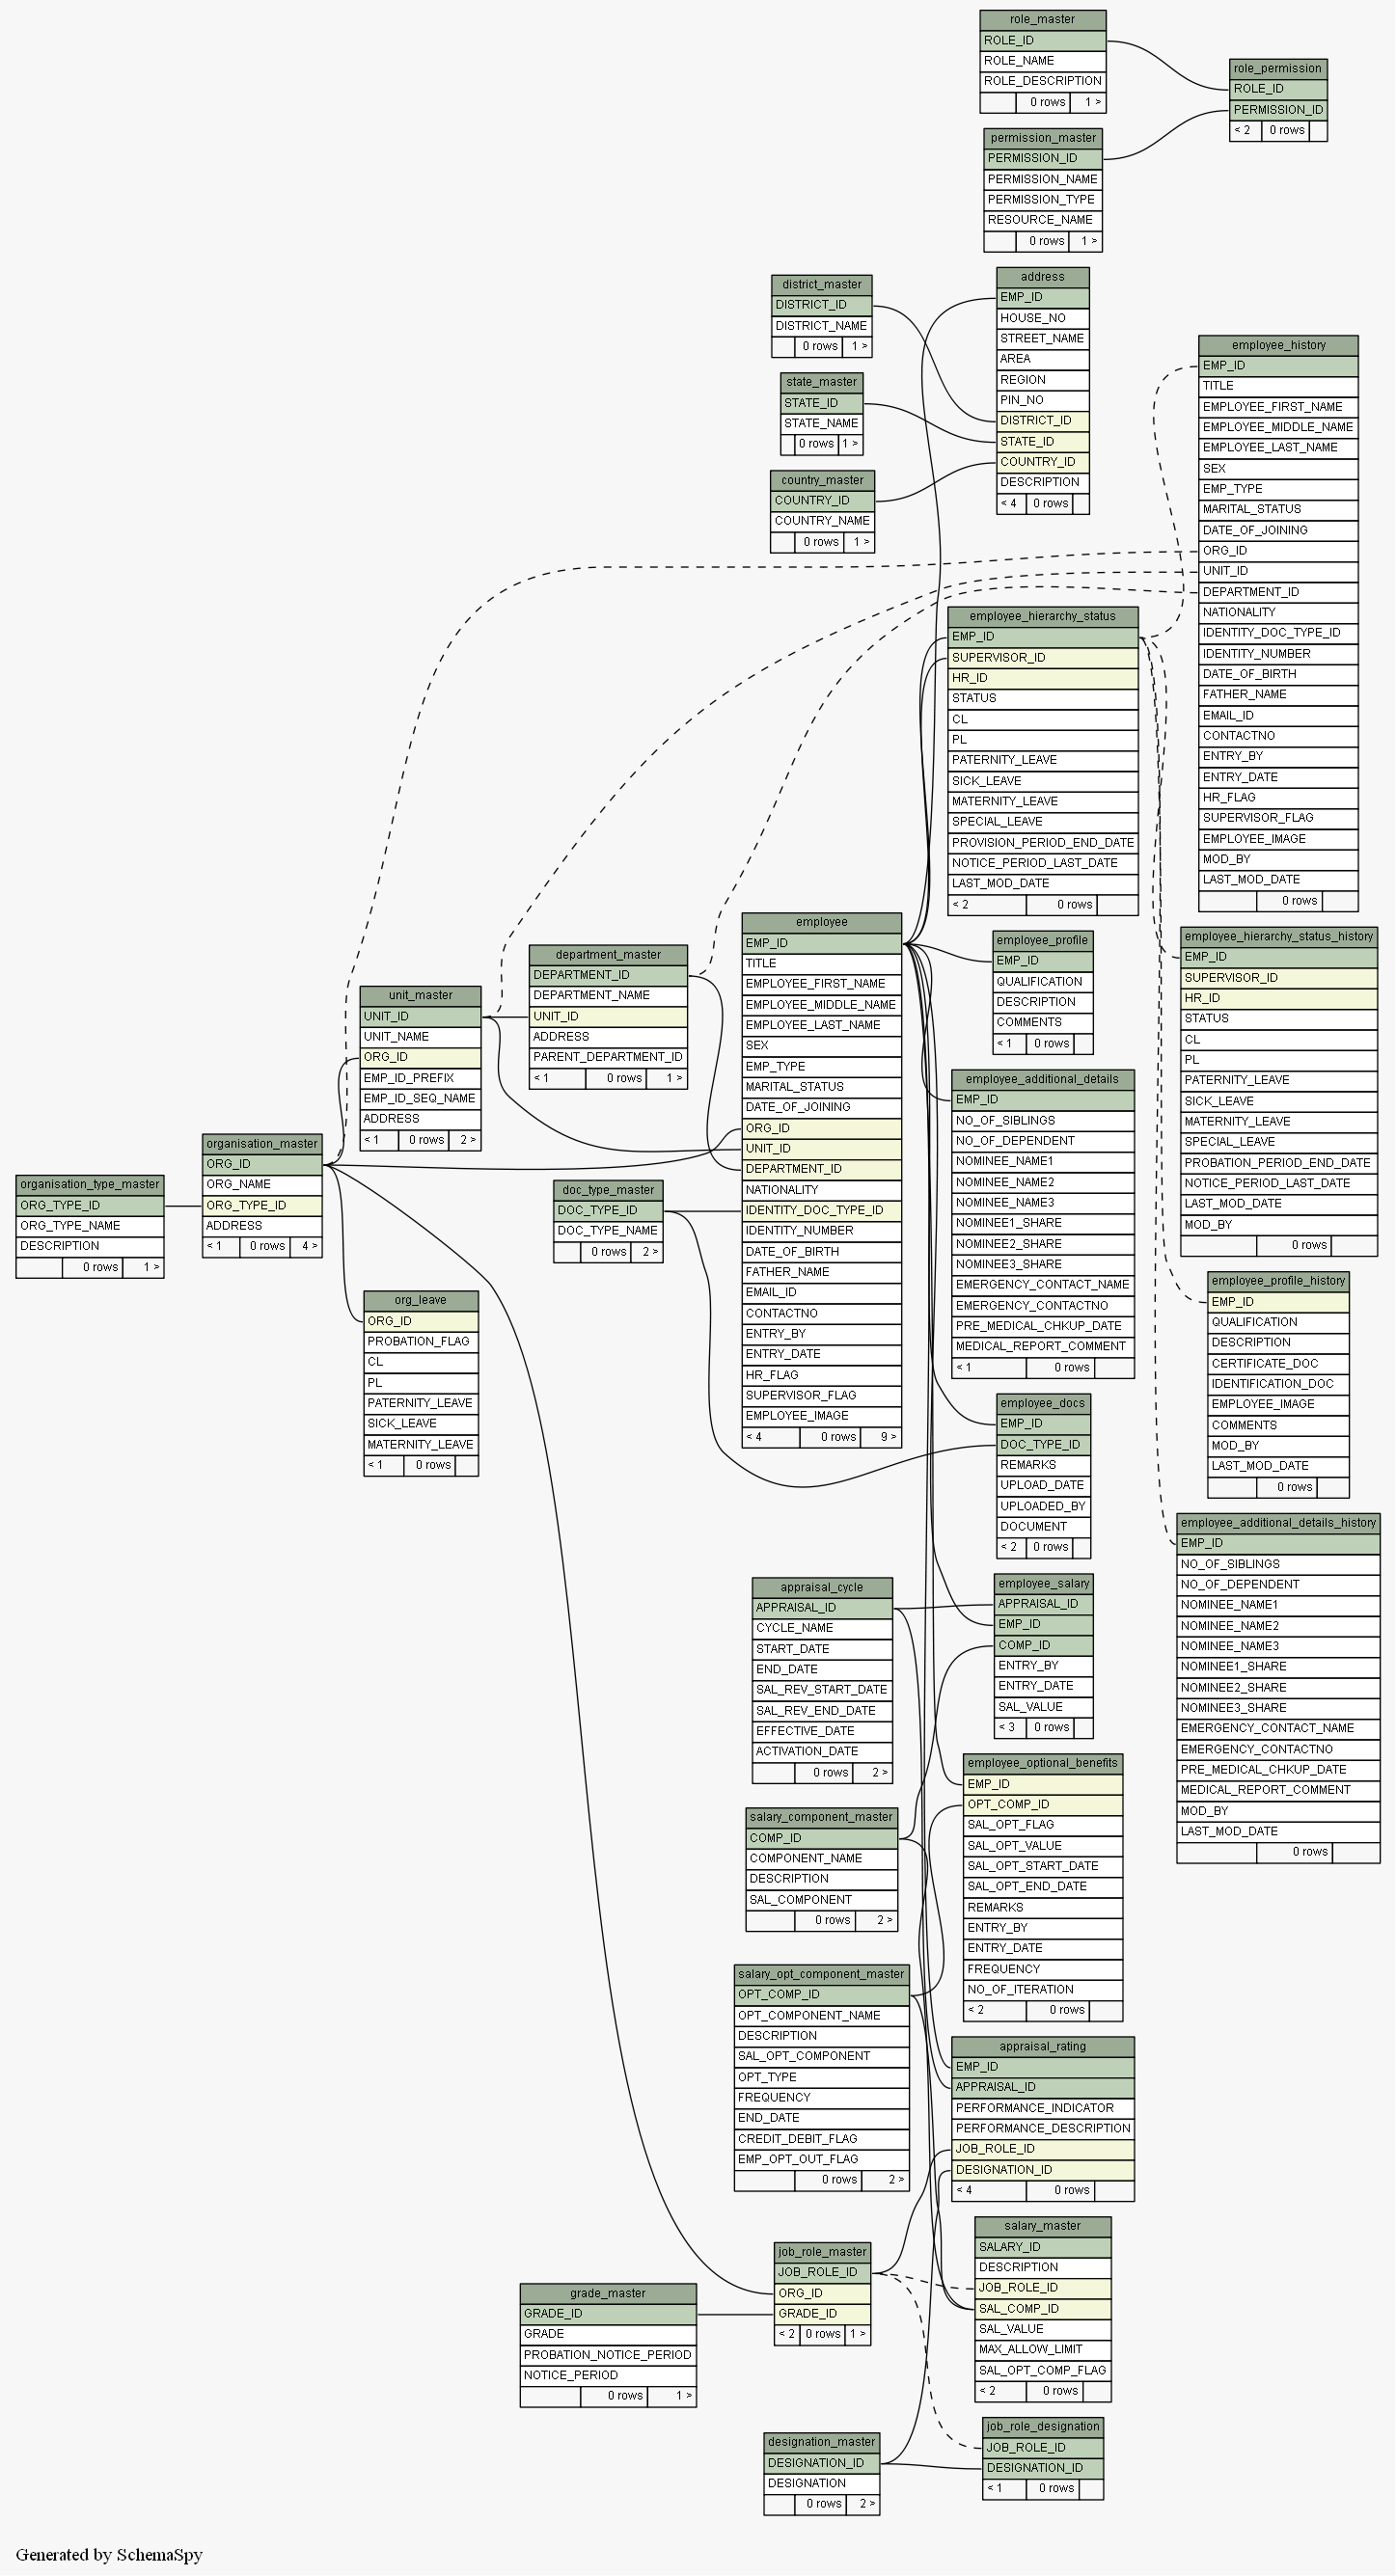 role_master
ROLE_ID
ROLE_NAME
ROLE_DESCRIPTION
0 rows 1 >
role_permission
ROLE_ID
PERMISSION_ID
< 2 0 rows
permission_master
PERMISSION_ID
PERMISSION_NAME
PERMISSION_TYPE
RESOURCE_NAME
0 rows 1 >
district_master
DISTRICT_ID
DISTRICT_NAME
0 rows 1 >
state_master
STATE_ID
STATE_NAME
0 rows 1 >
country_master
COUNTRY_ID
COUNTRY_NAME
0 rows 1 >
address
EMP_ID
HOUSE_NO
STREET_NAME
AREA
REGION
PIN_NO
DISTRICT_ID
STATE_ID
COUNTRY_ID
DESCRIPTION
< 4 0 rows
employee_history
EMP_ID
TITLE
EMPLOYEE_FIRST_NAME
EMPLOYEE_MIDDLE_NAME
EMPLOYEE_LAST_NAME
SEX
EMP_TYPE
MARITAL_STATUS
DATE_OF_JOINING
ORG_ID
UNIT_ID
DEPARTMENT_ID
NATIONALITY
IDENTITY_DOC_TYPE_ID
IDENTITY_NUMBER
DATE_OF_BIRTH
FATHER_NAME
EMAIL_ID
CONTACTNO
ENTRY_BY
ENTRY_DATE
HR_FLAG
SUPERVISOR_FLAG
EMPLOYEE_IMAGE
MOD_BY
LAST_MOD_DATE
0 rows
employee_hierarchy_status
EMP_ID
SUPERVISOR_ID
HR_ID
STATUS
CL
PL
PATERNITY_LEAVE
SICK_LEAVE
MATERNITY_LEAVE
SPECIAL_LEAVE
PROVISION_PERIOD_END_DATE
NOTICE_PERIOD_LAST_DATE
LAST_MOD_DATE
< 2 0 rows
employee
EMP_ID
TITLE
EMPLOYEE_FIRST_NAME
EMPLOYEE_MIDDLE_NAME
EMPLOYEE_LAST_NAME
SEX
EMP_TYPE
MARITAL_STATUS
DATE_OF_JOINING
ORG_ID
UNIT_ID
DEPARTMENT_ID
NATIONALITY
IDENTITY_DOC_TYPE_ID
IDENTITY_NUMBER
DATE_OF_BIRTH
FATHER_NAME
EMAIL_ID
CONTACTNO
ENTRY_BY
ENTRY_DATE
HR_FLAG
SUPERVISOR_FLAG
EMPLOYEE_IMAGE
< 4 0 rows 9 >
department_master
DEPARTMENT_ID
DEPARTMENT_NAME
UNIT_ID
ADDRESS
PARENT_DEPARTMENT_ID
< 1 0 rows 1 >
unit_master
UNIT_ID
UNIT_NAME
ORG_ID
EMP_ID_PREFIX
EMP_ID_SEQ_NAME
ADDRESS
< 1 0 rows 2 >
organisation_master
ORG_ID
ORG_NAME
ORG_TYPE_ID
ADDRESS
< 1 0 rows 4 >
organisation_type_master
ORG_TYPE_ID
ORG_TYPE_NAME
DESCRIPTION
0 rows 1 >
doc_type_master
DOC_TYPE_ID
DOC_TYPE_NAME
0 rows 2 >
org_leave
ORG_ID
PROBATION_FLAG
CL
PL
PATERNITY_LEAVE
SICK_LEAVE
MATERNITY_LEAVE
< 1 0 rows
employee_profile
EMP_ID
QUALIFICATION
DESCRIPTION
COMMENTS
< 1 0 rows
employee_hierarchy_status_history
EMP_ID
SUPERVISOR_ID
HR_ID
STATUS
CL
PL
PATERNITY_LEAVE
SICK_LEAVE
MATERNITY_LEAVE
SPECIAL_LEAVE
PROBATION_PERIOD_END_DATE
NOTICE_PERIOD_LAST_DATE
LAST_MOD_DATE
MOD_BY
0 rows
employee_additional_details
EMP_ID
NO_OF_SIBLINGS
NO_OF_DEPENDENT
NOMINEE_NAME1
NOMINEE_NAME2
NOMINEE_NAME3
NOMINEE1_SHARE
NOMINEE2_SHARE
NOMINEE3_SHARE
EMERGENCY_CONTACT_NAME
EMERGENCY_CONTACTNO
PRE_MEDICAL_CHKUP_DATE
MEDICAL_REPORT_COMMENT
< 1 0 rows
employee_profile_history
EMP_ID
QUALIFICATION
DESCRIPTION
CERTIFICATE_DOC
IDENTIFICATION_DOC
EMPLOYEE_IMAGE
COMMENTS
MOD_BY
LAST_MOD_DATE
0 rows
employee_docs
EMP_ID
DOC_TYPE_ID
REMARKS
UPLOAD_DATE
UPLOADED_BY
DOCUMENT
< 2 0 rows
employee_additional_details_history
EMP_ID
NO_OF_SIBLINGS
NO_OF_DEPENDENT
NOMINEE_NAME1
NOMINEE_NAME2
NOMINEE_NAME3
NOMINEE1_SHARE
NOMINEE2_SHARE
NOMINEE3_SHARE
EMERGENCY_CONTACT_NAME
EMERGENCY_CONTACTNO
PRE_MEDICAL_CHKUP_DATE
MEDICAL_REPORT_COMMENT
MOD_BY
LAST_MOD_DATE
0 rows
appraisal_cycle
APPRAISAL_ID
CYCLE_NAME
START_DATE
END_DATE
SAL_REV_START_DATE
SAL_REV_END_DATE
EFFECTIVE_DATE
ACTIVATION_DATE
0 rows 2 >
employee_salary
APPRAISAL_ID
EMP_ID
COMP_ID
ENTRY_BY
ENTRY_DATE
SAL_VALUE
< 3 0 rows
salary_component_master
COMP_ID
COMPONENT_NAME
DESCRIPTION
SAL_COMPONENT
0 rows 2 >
employee_optional_benefits
EMP_ID
OPT_COMP_ID
SAL_OPT_FLAG
SAL_OPT_VALUE
SAL_OPT_START_DATE
SAL_OPT_END_DATE
REMARKS
ENTRY_BY
ENTRY_DATE
FREQUENCY
NO_OF_ITERATION
< 2 0 rows
salary_opt_component_master
OPT_COMP_ID
OPT_COMPONENT_NAME
DESCRIPTION
SAL_OPT_COMPONENT
OPT_TYPE
FREQUENCY
END_DATE
CREDIT_DEBIT_FLAG
EMP_OPT_OUT_FLAG
0 rows 2 >
appraisal_rating
EMP_ID
APPRAISAL_ID
PERFORMANCE_INDICATOR
PERFORMANCE_DESCRIPTION
JOB_ROLE_ID
DESIGNATION_ID
< 4 0 rows
salary_master
SALARY_ID
DESCRIPTION
JOB_ROLE_ID
SAL_COMP_ID
SAL_VALUE
MAX_ALLOW_LIMIT
SAL_OPT_COMP_FLAG
< 2 0 rows
job_role_master
JOB_ROLE_ID
ORG_ID
GRADE_ID
< 2 0 rows 1 >
grade_master
GRADE_ID
GRADE
PROBATION_NOTICE_PERIOD
NOTICE_PERIOD
0 rows 1 >
job_role_designation
JOB_ROLE_ID
DESIGNATION_ID
< 1 0 rows
designation_master
DESIGNATION_ID
DESIGNATION
0 rows 2 >
Generated by SchemaSpy